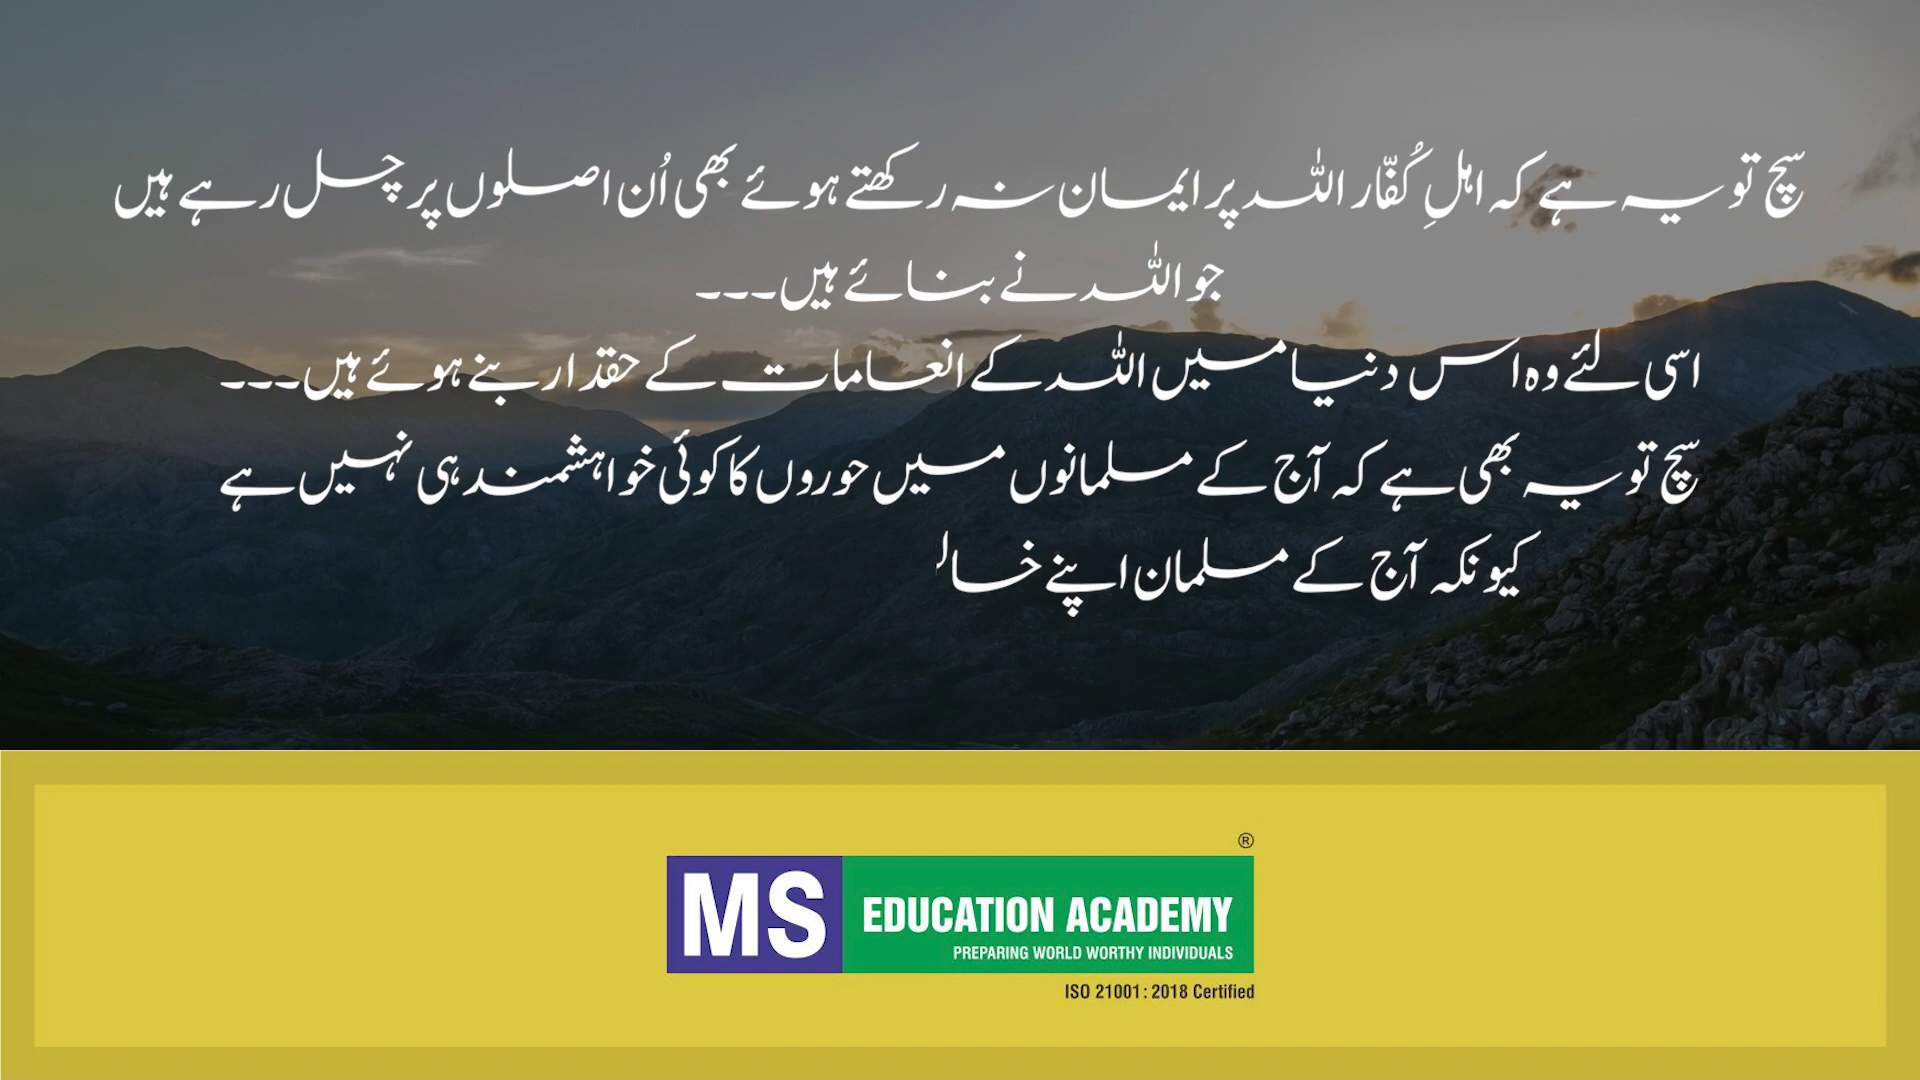 سچ تو یہ ہے کہ اہلِ کُفّار اللہ پر ایمان نہ رکھتے ہوئے بھی اُن اصلوں پر چل رہے ہیں
جو اللہ نے بنائے ہیں۔۔۔
اسی لئے وہ اس دنیا میں اللہ کے انعامات کے حقدار بنے ہوئے ہیں۔۔۔
سچ تو یہ بھی ہے کہ آج کے مسلمانوں میں حوروں کا کوئی خواہشمند ہی نہیں ہے
کیونکہ آج کے مسلمان اپنے
®
MS EDUCATION ACADEMY
PREPARING WORLD WORTHY INDIVIDUALS
ISO 21001 : 2018 Certified